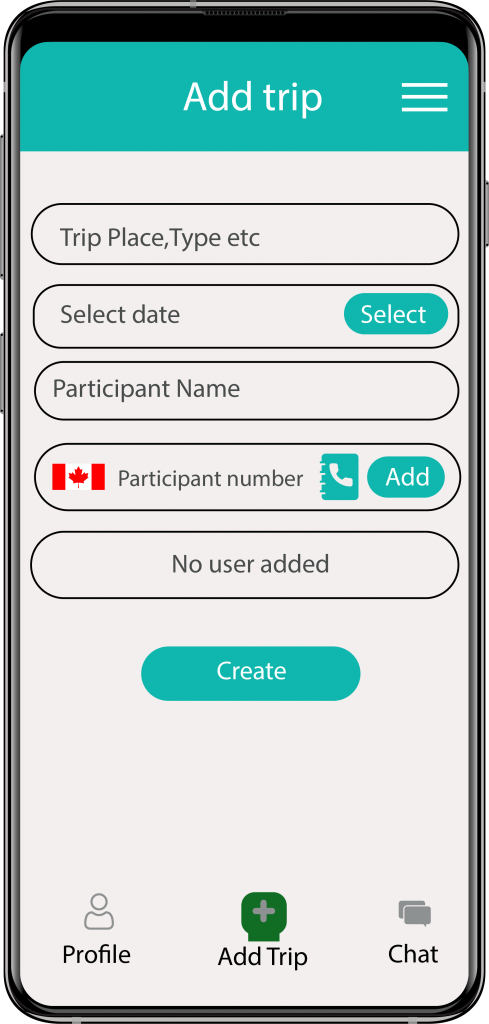 Add trip
Trip Place,Type etc
Select date
Select
Participant Name
Participant number
Add
No user added
Create
Profile
Add Trip
Chat